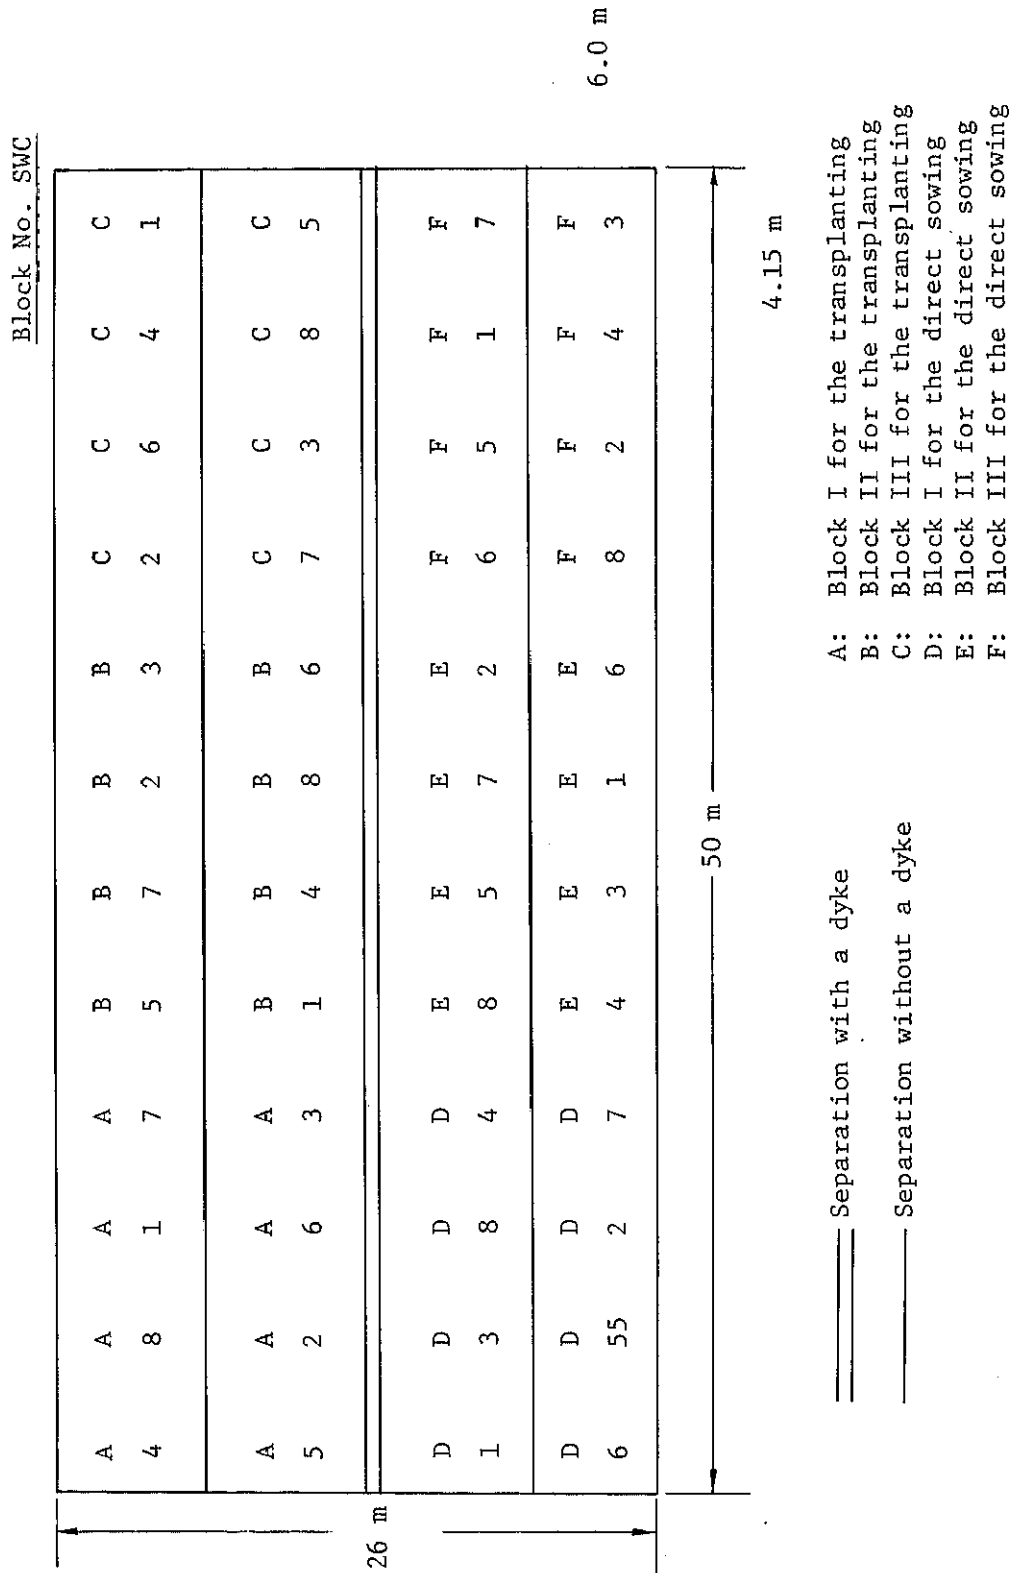 Block No. SWC
A A A A B B B B C C C C
4 8 1 7 5 7 2 3 2 6 4 1
A A A A B B B B C C C C
5 2 6 3 1 4 8 6 7 3 8 5
D D D D E E E E F F F F
1 3 8 4 8 5 7 2 6 5 1 7
D D D D E E E E F F F F
6 55 2 7 4 3 1 6 8 2 4 3
26 m
6.0 m
50 m
4.15 m
Separation with a dyke
Separation without a dyke
A: Block I for the transplanting
B: Block II for the transplanting
C: Block III for the transplanting
D: Block I for the direct sowing
E: Block II for the direct sowing
F: Block III for the direct sowing